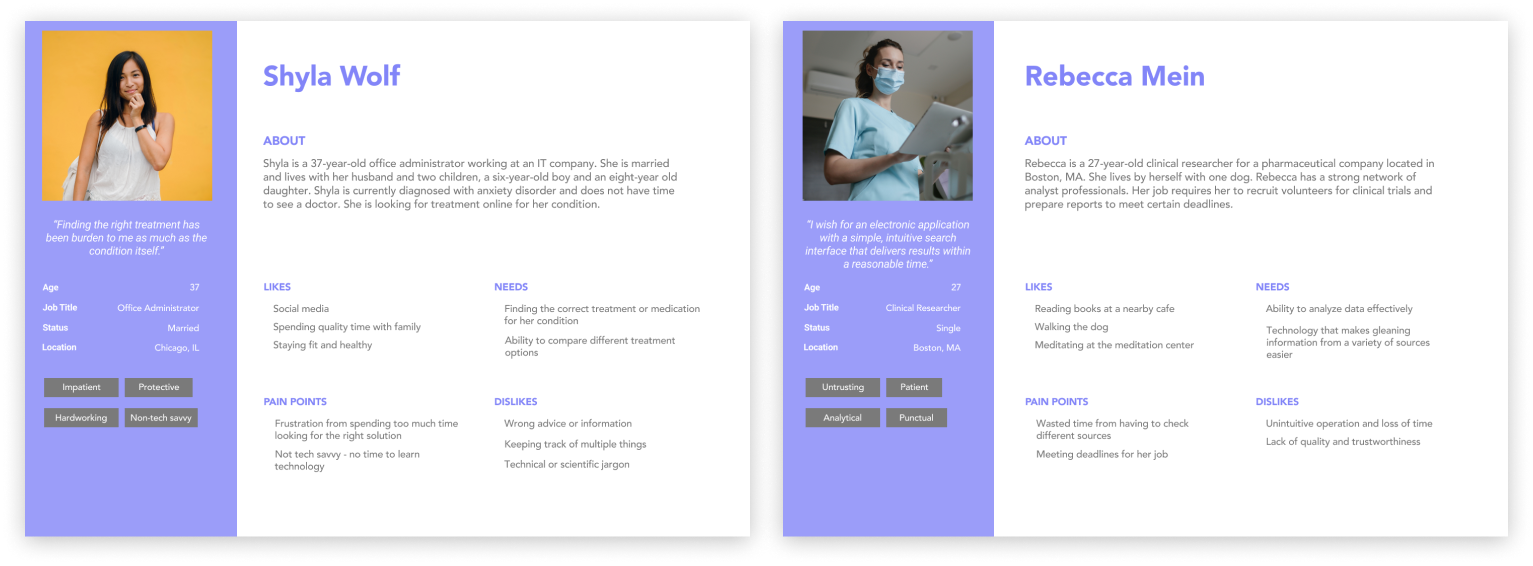 Shyla Wolf
ABOUT
Shyla is a 37-year-old office administrator working at an IT company. She is married
and lives with her husband and two children, a six-year-old boy and an eight-year old
daughter. Shyla is currently diagnosed with anxiety disorder and does not have time
to see a doctor. She is looking for treatment online for her condition.
"Finding the right treatment has
been burden to me as much as the
condition itself."
Age 37
Job Title Office Administrator
Status Married
Location Chicago, IL
Impatient Protective
Hardworking Non-tech savvy
LIKES
Social media
Spending quality time with family
Staying fit and healthy
NEEDS
Finding the correct treatment or medication
for her condition
Ability to compare different treatment
options
PAIN POINTS
Frustration from spending too much time
looking for the right solution
Not tech savvy - no time to learn
technology
DISLIKES
Wrong advice or information
Keeping track of multiple things
Technical or scientific jargon
Rebecca Mein
ABOUT
Rebecca is a 27-year-old clinical researcher for a pharmaceutical company located in
Boston, MA. She lives by herself with one dog. Rebecca has a strong network of
analyst professionals. Her job requires her to recruit volunteers for clinical trials and
prepare reports to meet certain deadlines.
"I wish for an electronic application
with a simple, intuitive search
interface that delivers results within
a reasonable time."
Age 27
Job Title Clinical Researcher
Status Single
Location Boston, MA
Untrusting Patient
Analytical Punctual
LIKES
Reading books at a nearby cafe
Walking the dog
Meditating at the meditation center
NEEDS
Ability to analyze data effectively
Technology that makes gleaning
information from a variety of sources
easier
PAIN POINTS
Wasted time from having to check
different sources
Meeting deadlines for her job
DISLIKES
Unintuitive operation and loss of time
Lack of quality and trustworthiness